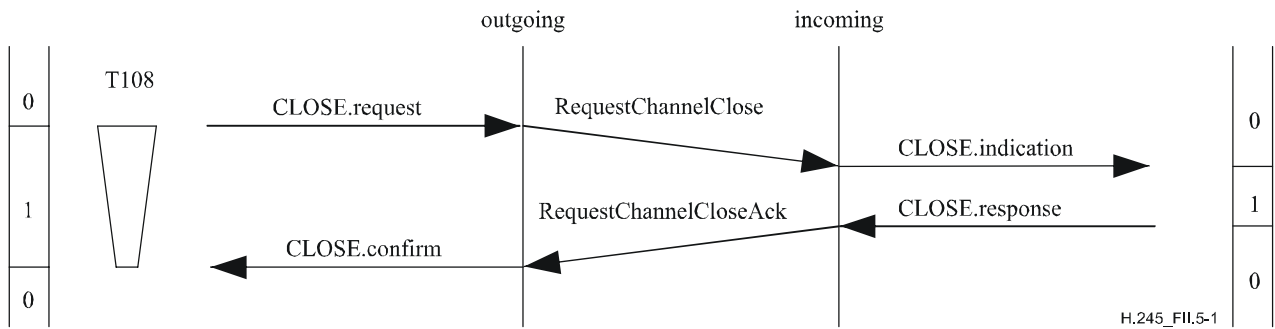 outgoing incoming
T108
0 CLOSE.request RequestChannelClose 0
CLOSE.indication
1 RequestChannelCloseAck CLOSE.response 1
CLOSE.confirm
0 0
H.245_FII.5-1